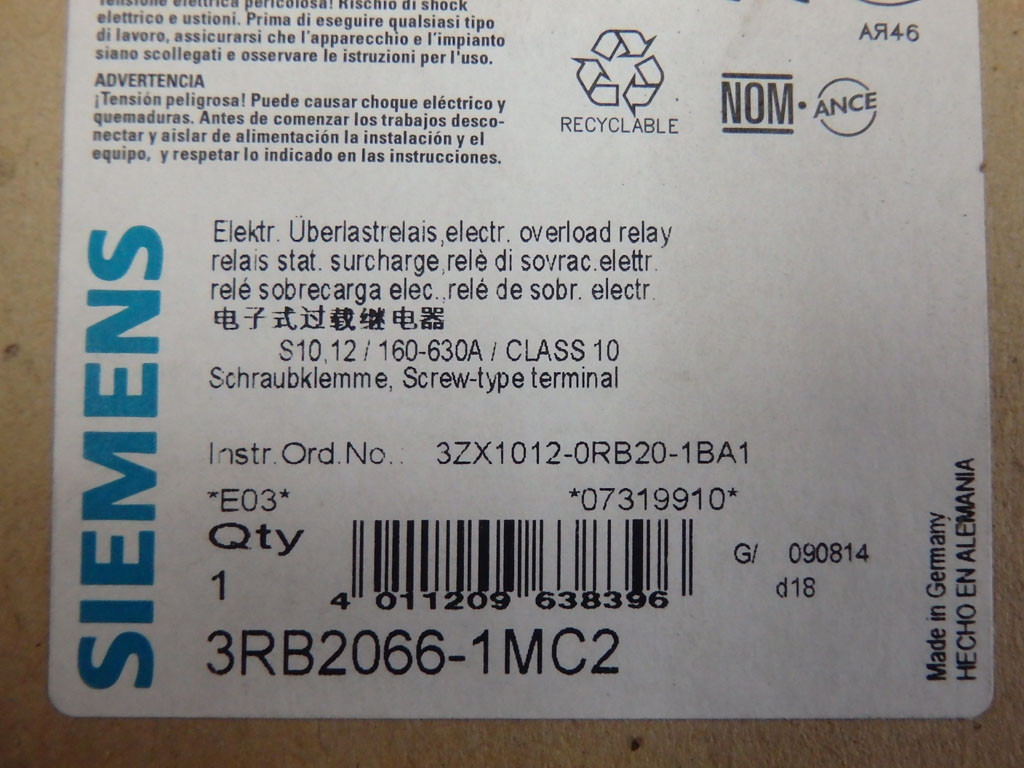 elettrico e ustioni. Prima di eseguire qualsiasi tipo
di lavoro, assicurarsi che l'apparecchio e l'impianto
siano scollegati e osservare le istruzioni per l'uso.
ADVERTENCIA
¡Tensión peligrosa! Puede causar choque eléctrico y
quemaduras. Antes de comenzar los trabajos desco-
nectar y aislar de alimentación la instalación y el
equipo, y respetar lo indicado en las instrucciones.
RECYCLABLE
NOM
ANCE
AЯ46
SIEMENS
Elektr. Überlastrelais,electr. overload relay
relais stat. surcharge,relè di sovrac.elettr.
relé sobrecarga elec.,relé de sobr. electr.
电子式过载继电器
S10,12 / 160-630A / CLASS 10
Schraubklemme, Screw-type terminal
Instr.Ord.No.: 3ZX1012-0RB20-1BA1
*E03* *07319910*
Qty
1
4 011209 638396
G/ 090814
d18
3RB2066-1MC2
Made in Germany
HECHO EN ALEMANIA